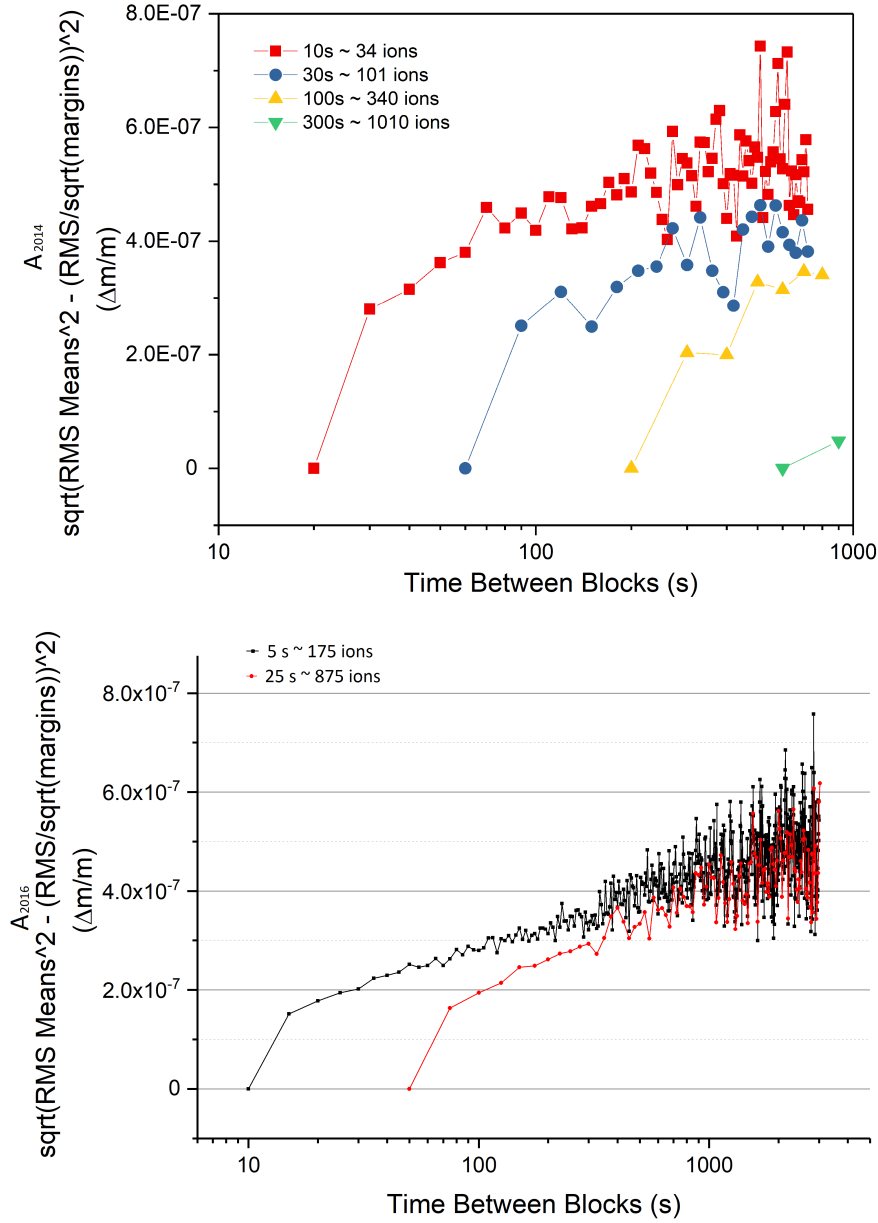 8.0E-07
6.0E-07
4.0E-07
2.0E-07
0
10s ~ 34 ions
30s ~ 101 ions
100s ~ 340 ions
300s ~ 1010 ions
A2014
sqrt(RMS Means^2 - (RMS/sqrt(margins))^2)
(Δm/m)
10
100
1000
Time Between Blocks (s)
5 s ~ 175 ions
25 s ~ 875 ions
8.0x10-7
6.0x10-7
4.0x10-7
2.0x10-7
0
A2016
sqrt(RMS Means^2 - (RMS/sqrt(margins))^2)
(Δm/m)
10
100
1000
Time Between Blocks (s)